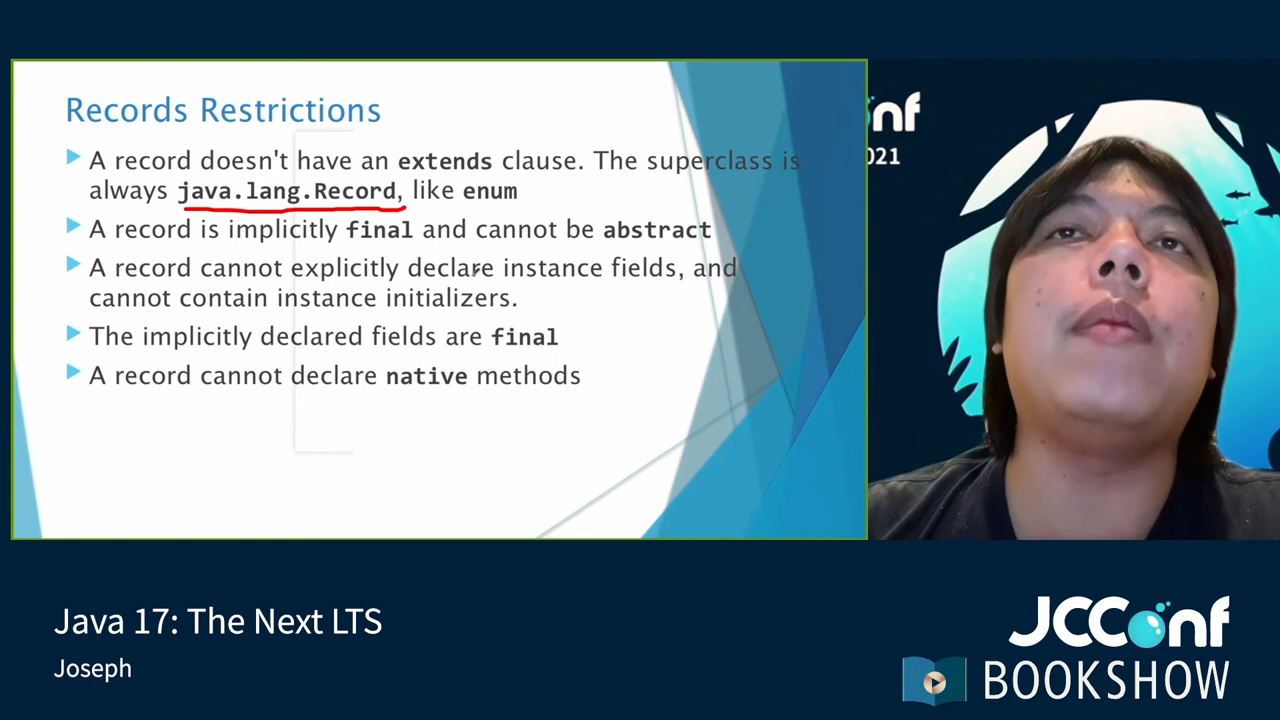 Records Restrictions
A record doesn't have an extends clause. The superclass is
always java.lang.Record, like enum
A record is implicitly final and cannot be abstract
A record cannot explicitly declare instance fields, and
cannot contain instance initializers.
The implicitly declared fields are final
A record cannot declare native methods
nf
021
Java 17: The Next LTS
Joseph
JCConf
BOOKSHOW